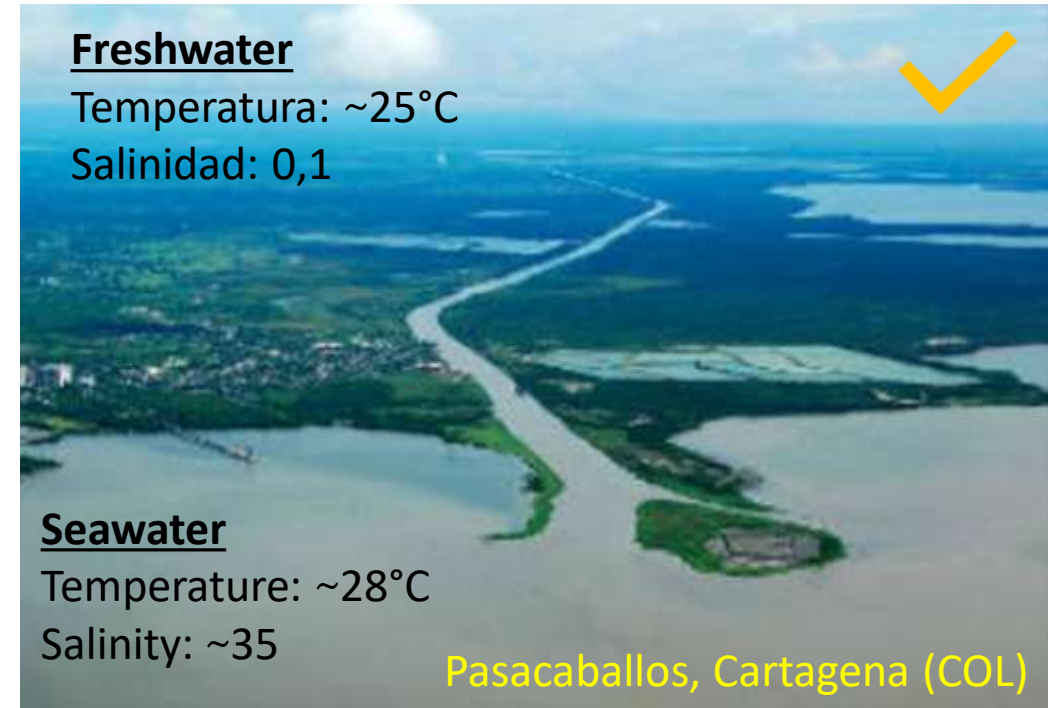 Freshwater
Temperatura: ~25°C
Salinidad: 0,1
Seawater
Temperature: ~28°C
Salinity: ~35
Pasacaballos, Cartagena (COL)